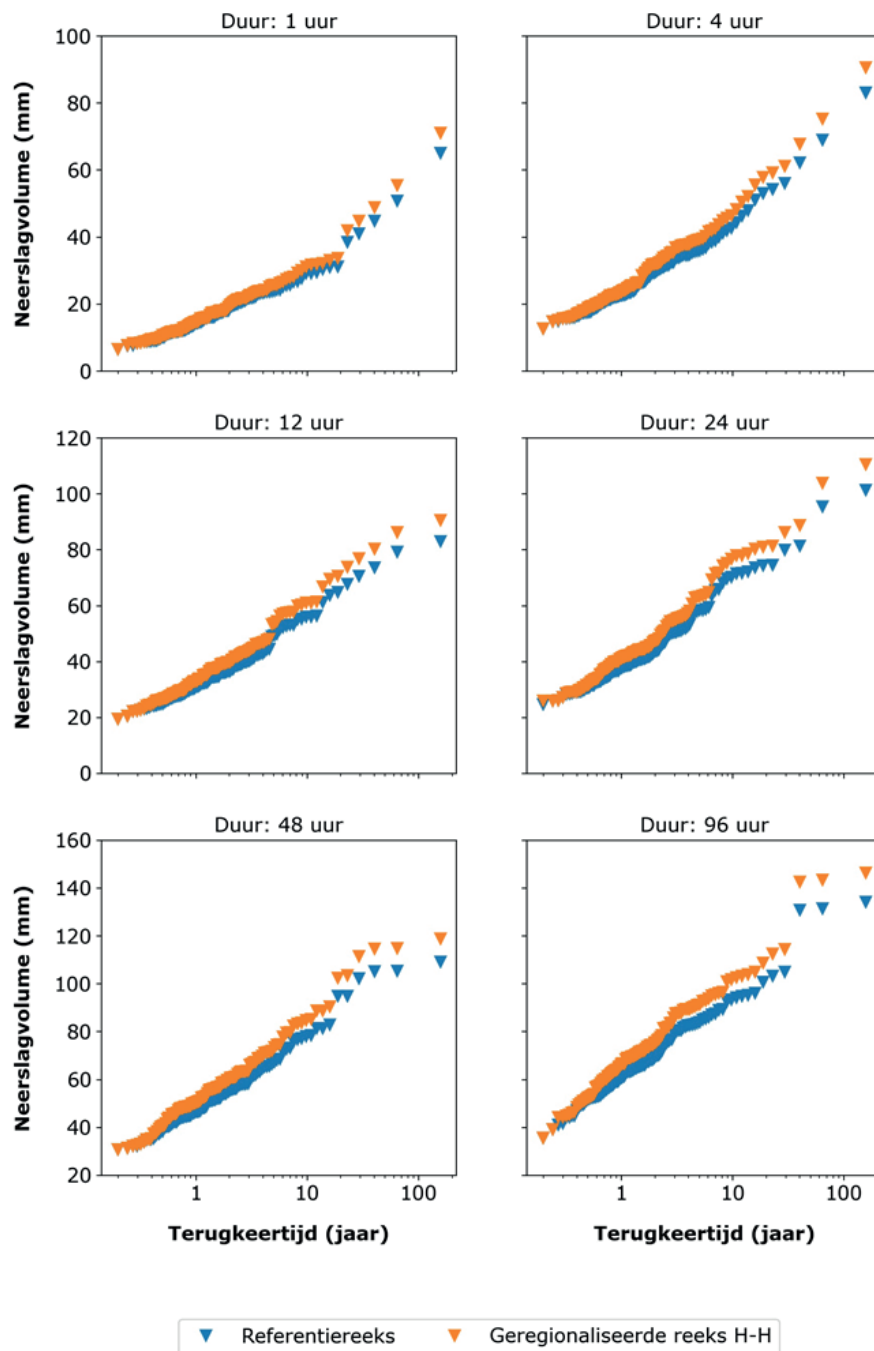 Duur: 1 uur
Duur: 4 uur
100
80
60
40
20
0
Neerslagvolume (mm)
Duur: 12 uur
Duur: 24 uur
120
100
80
60
40
20
0
Neerslagvolume (mm)
Duur: 48 uur
Duur: 96 uur
160
140
120
100
80
60
40
20
Neerslagvolume (mm)
1 10 100
1 10 100
Terugkeertijd (jaar)
Terugkeertijd (jaar)
Referentiereeks
Geregionaliseerde reeks H-H